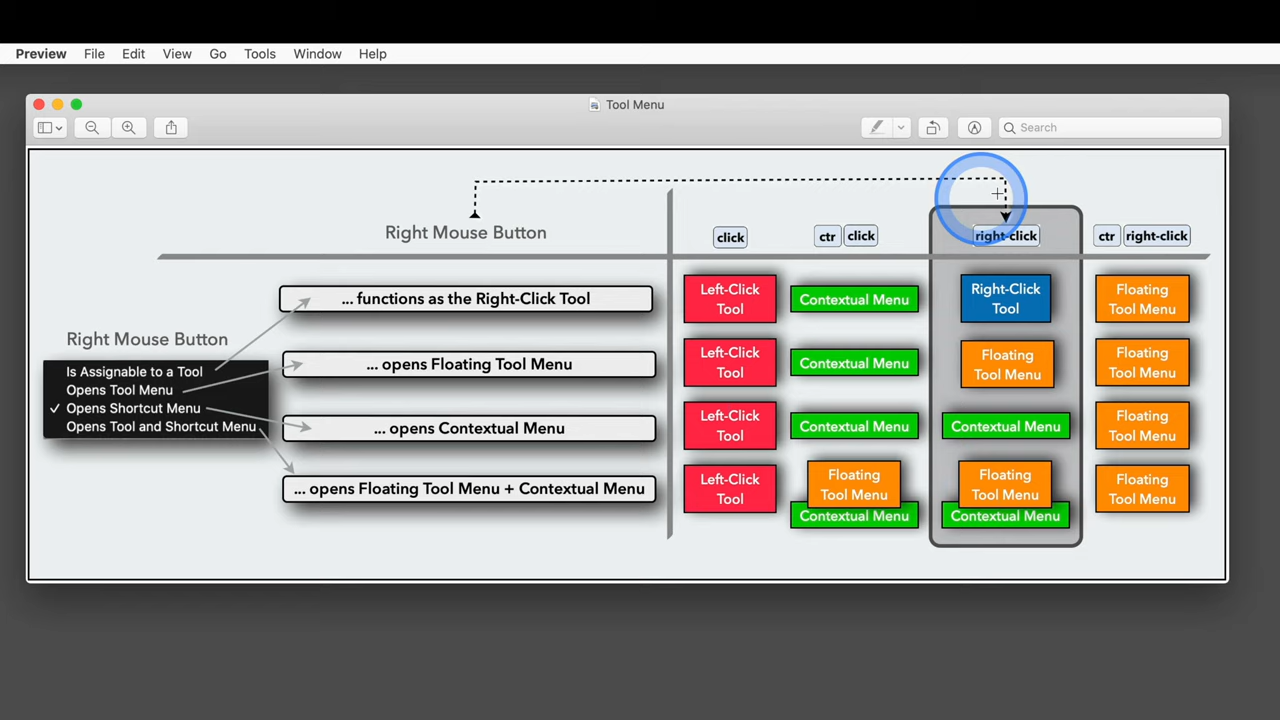 Preview File Edit View Go Tools Window Help
Tool Menu
Search
Right Mouse Button
click
ctr click
right-click
ctr right-click
... functions as the Right-Click Tool
Left-Click
Tool
Contextual Menu
Right-Click
Tool
Floating
Tool Menu
Right Mouse Button
Is Assignable to a Tool
Opens Tool Menu
✓ Opens Shortcut Menu
Opens Tool and Shortcut Menu
... opens Floating Tool Menu
Left-Click
Tool
Contextual Menu
Floating
Tool Menu
Floating
Tool Menu
... opens Contextual Menu
Left-Click
Tool
Contextual Menu
Contextual Menu
Floating
Tool Menu
... opens Floating Tool Menu + Contextual Menu
Left-Click
Tool
Floating
Tool Menu
Contextual Menu
Floating
Tool Menu
Contextual Menu
Floating
Tool Menu